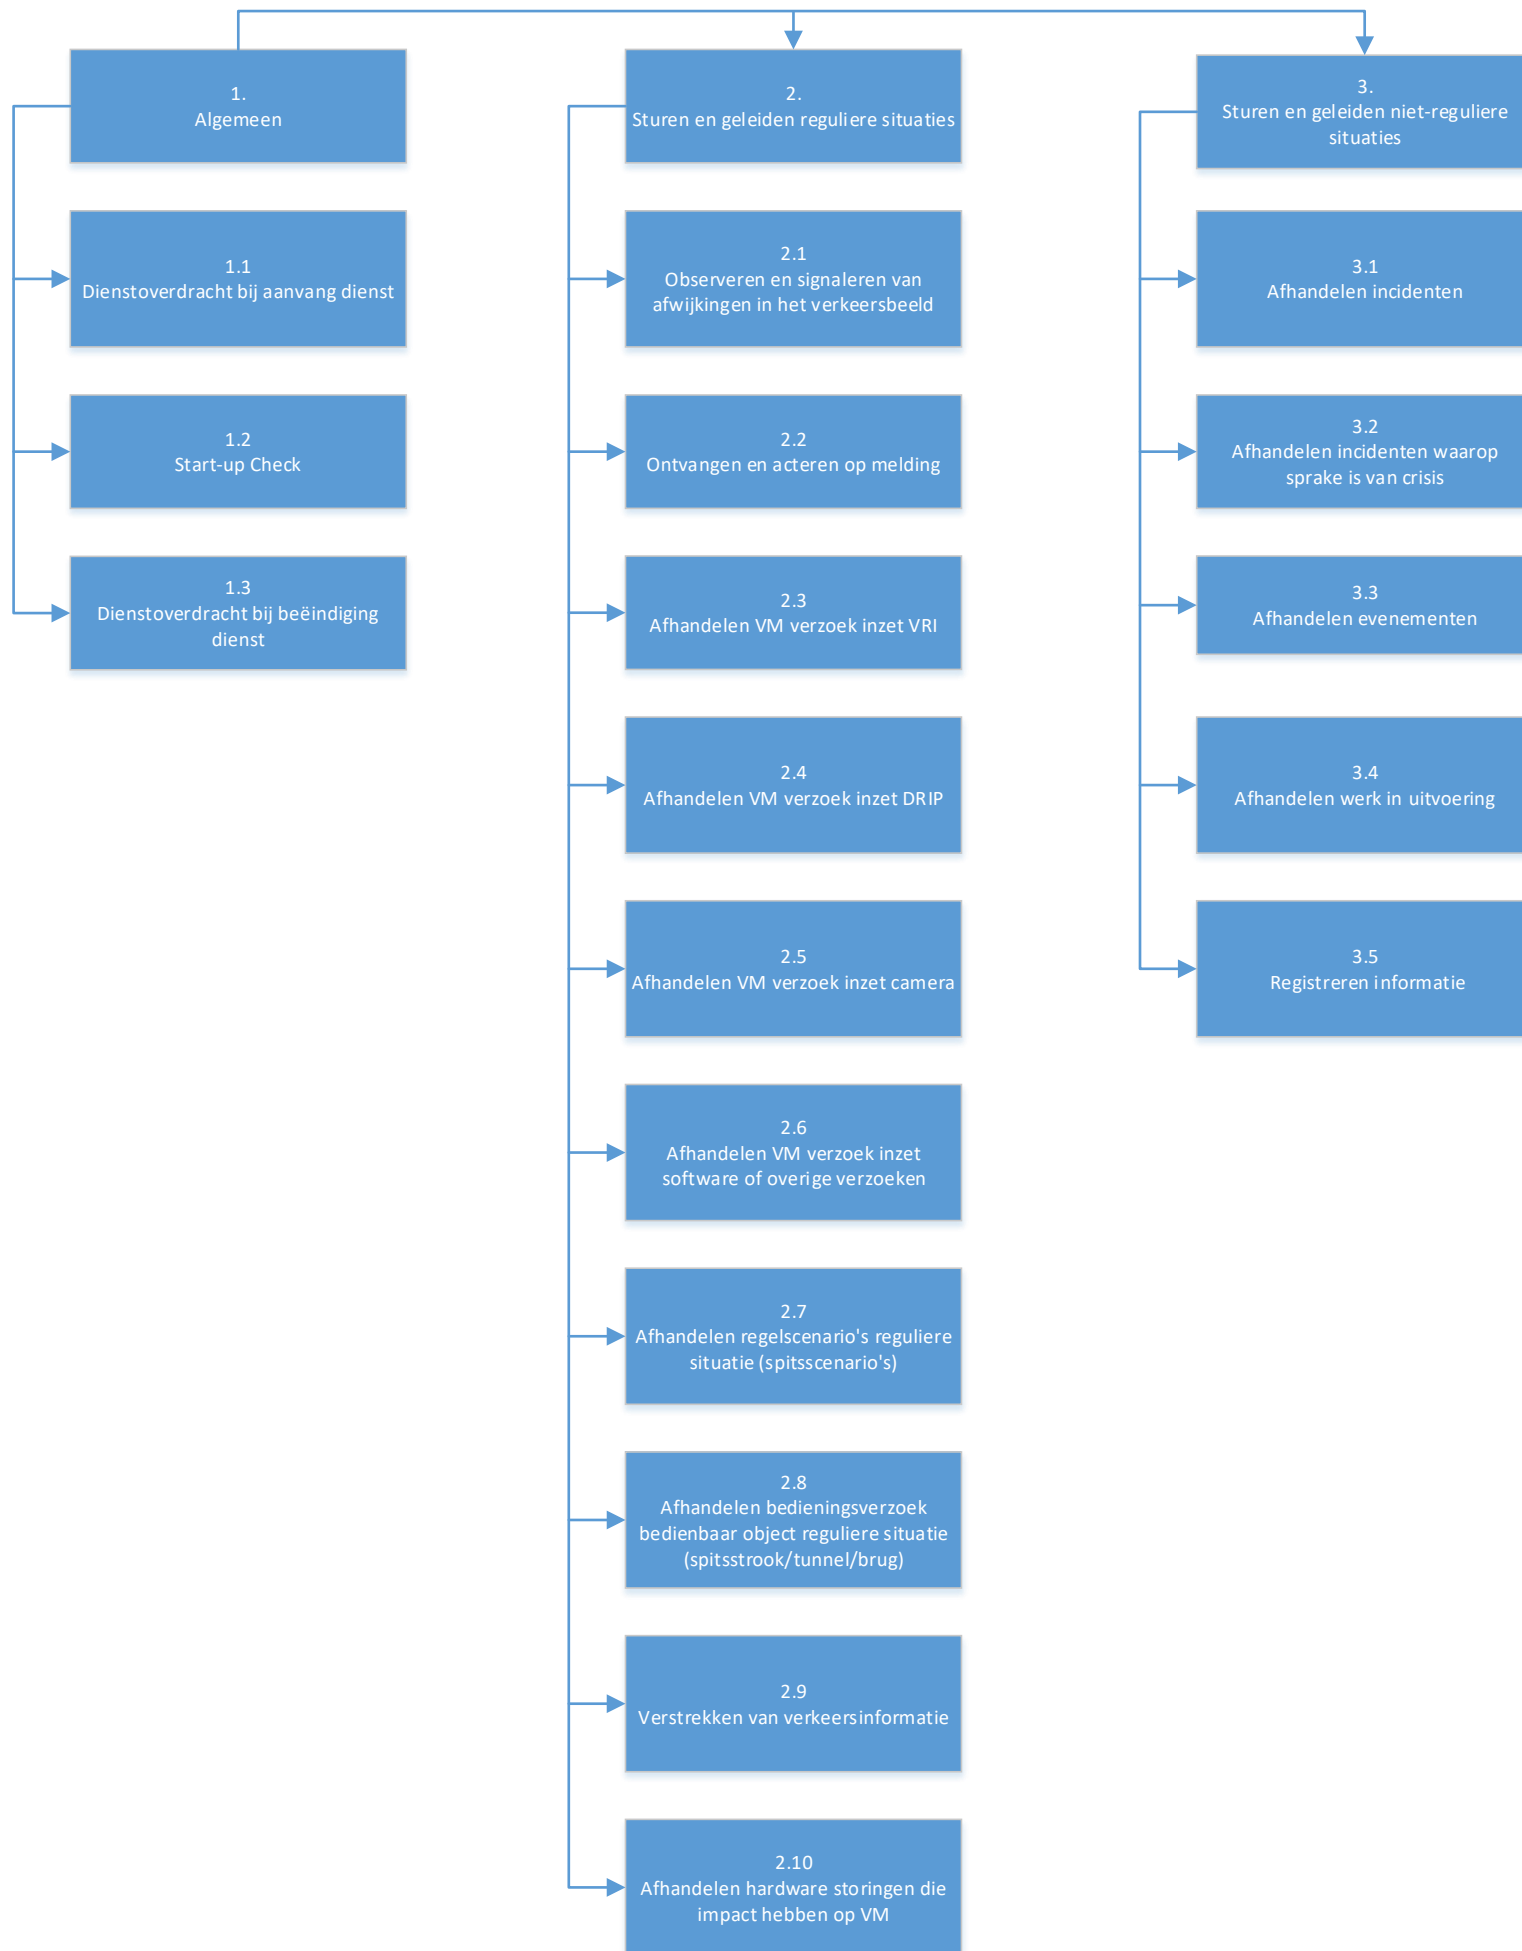 1.
Algemeen
1.1
Dienstoverdracht bij aanvang dienst
1.2
Start-up Check
1.3
Dienstoverdracht bij beëindiging
dienst
2.
Sturen en geleiden reguliere situaties
2.1
Observeren en signaleren van
afwijkingen in het verkeersbeeld
2.2
Ontvangen en acteren op melding
2.3
Afhandelen VM verzoek inzet VRI
2.4
Afhandelen VM verzoek inzet DRIP
2.5
Afhandelen VM verzoek inzet camera
2.6
Afhandelen VM verzoek inzet
software of overige verzoeken
2.7
Afhandelen regelscenario's reguliere
situatie (spitsscenario's)
2.8
Afhandelen bedieningsverzoek
bedienbaar object reguliere situatie
(spitsstrook/tunnel/brug)
2.9
Verstrekken van verkeersinformatie
2.10
Afhandelen hardware storingen die
impact hebben op VM
3.
Sturen en geleiden niet-reguliere
situaties
3.1
Afhandelen incidenten
3.2
Afhandelen incidenten waarop
sprake is van crisis
3.3
Afhandelen evenementen
3.4
Afhandelen werk in uitvoering
3.5
Registreren informatie